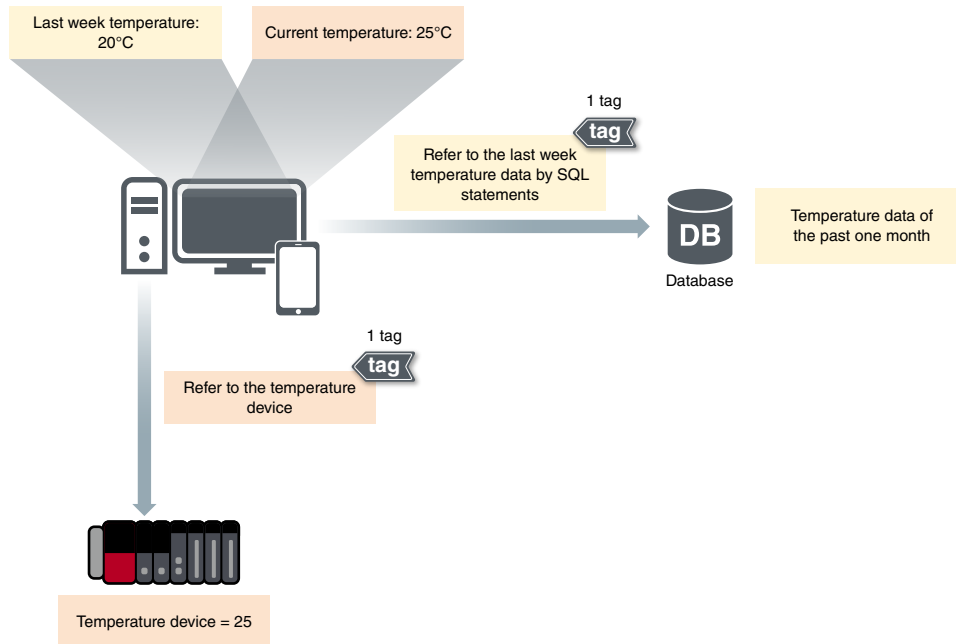 Last week temperature:
20°C
Current temperature: 25°C
1 tag
tag
Refer to the last week
temperature data by SQL
statements
DB
Database
Temperature data of
the past one month
1 tag
tag
Refer to the temperature
device
Temperature device = 25